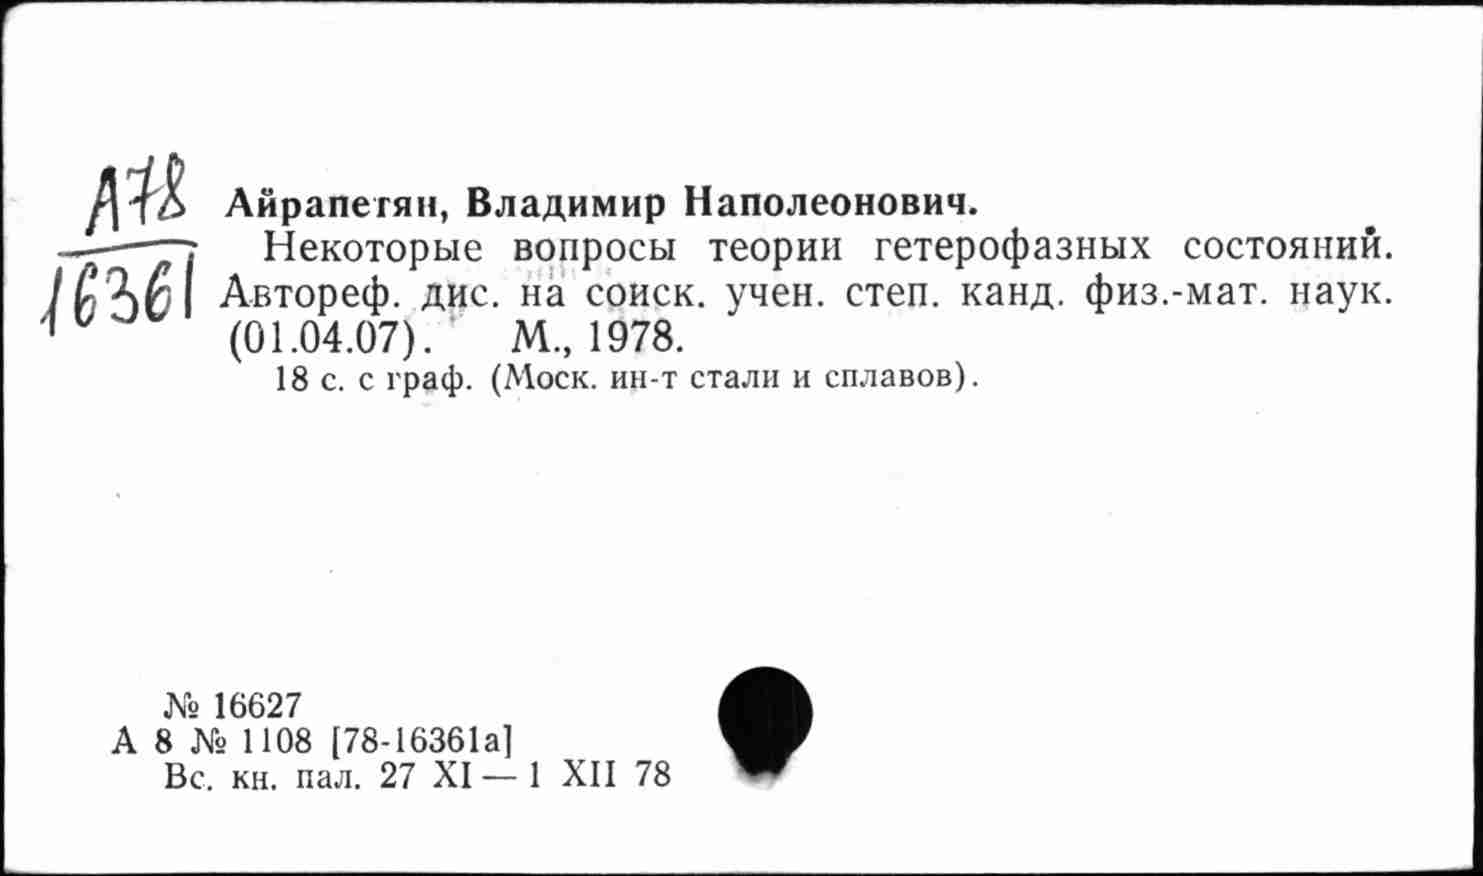 А78
16361
Айрапетян, Владимир Наполеонович.
Некоторые вопросы теории гетерофазных состояний.
Автореф. дис. на соиск. учен. степ. канд. физ.-мат. наук.
(01.04.07). М., 1978.
18 с. с граф. (Моск. ин-т стали и сплавов).
№ 16627
А 8 № 1108 [78-16361а]
Вс. кн. пал. 27 XI — 1 XII 78